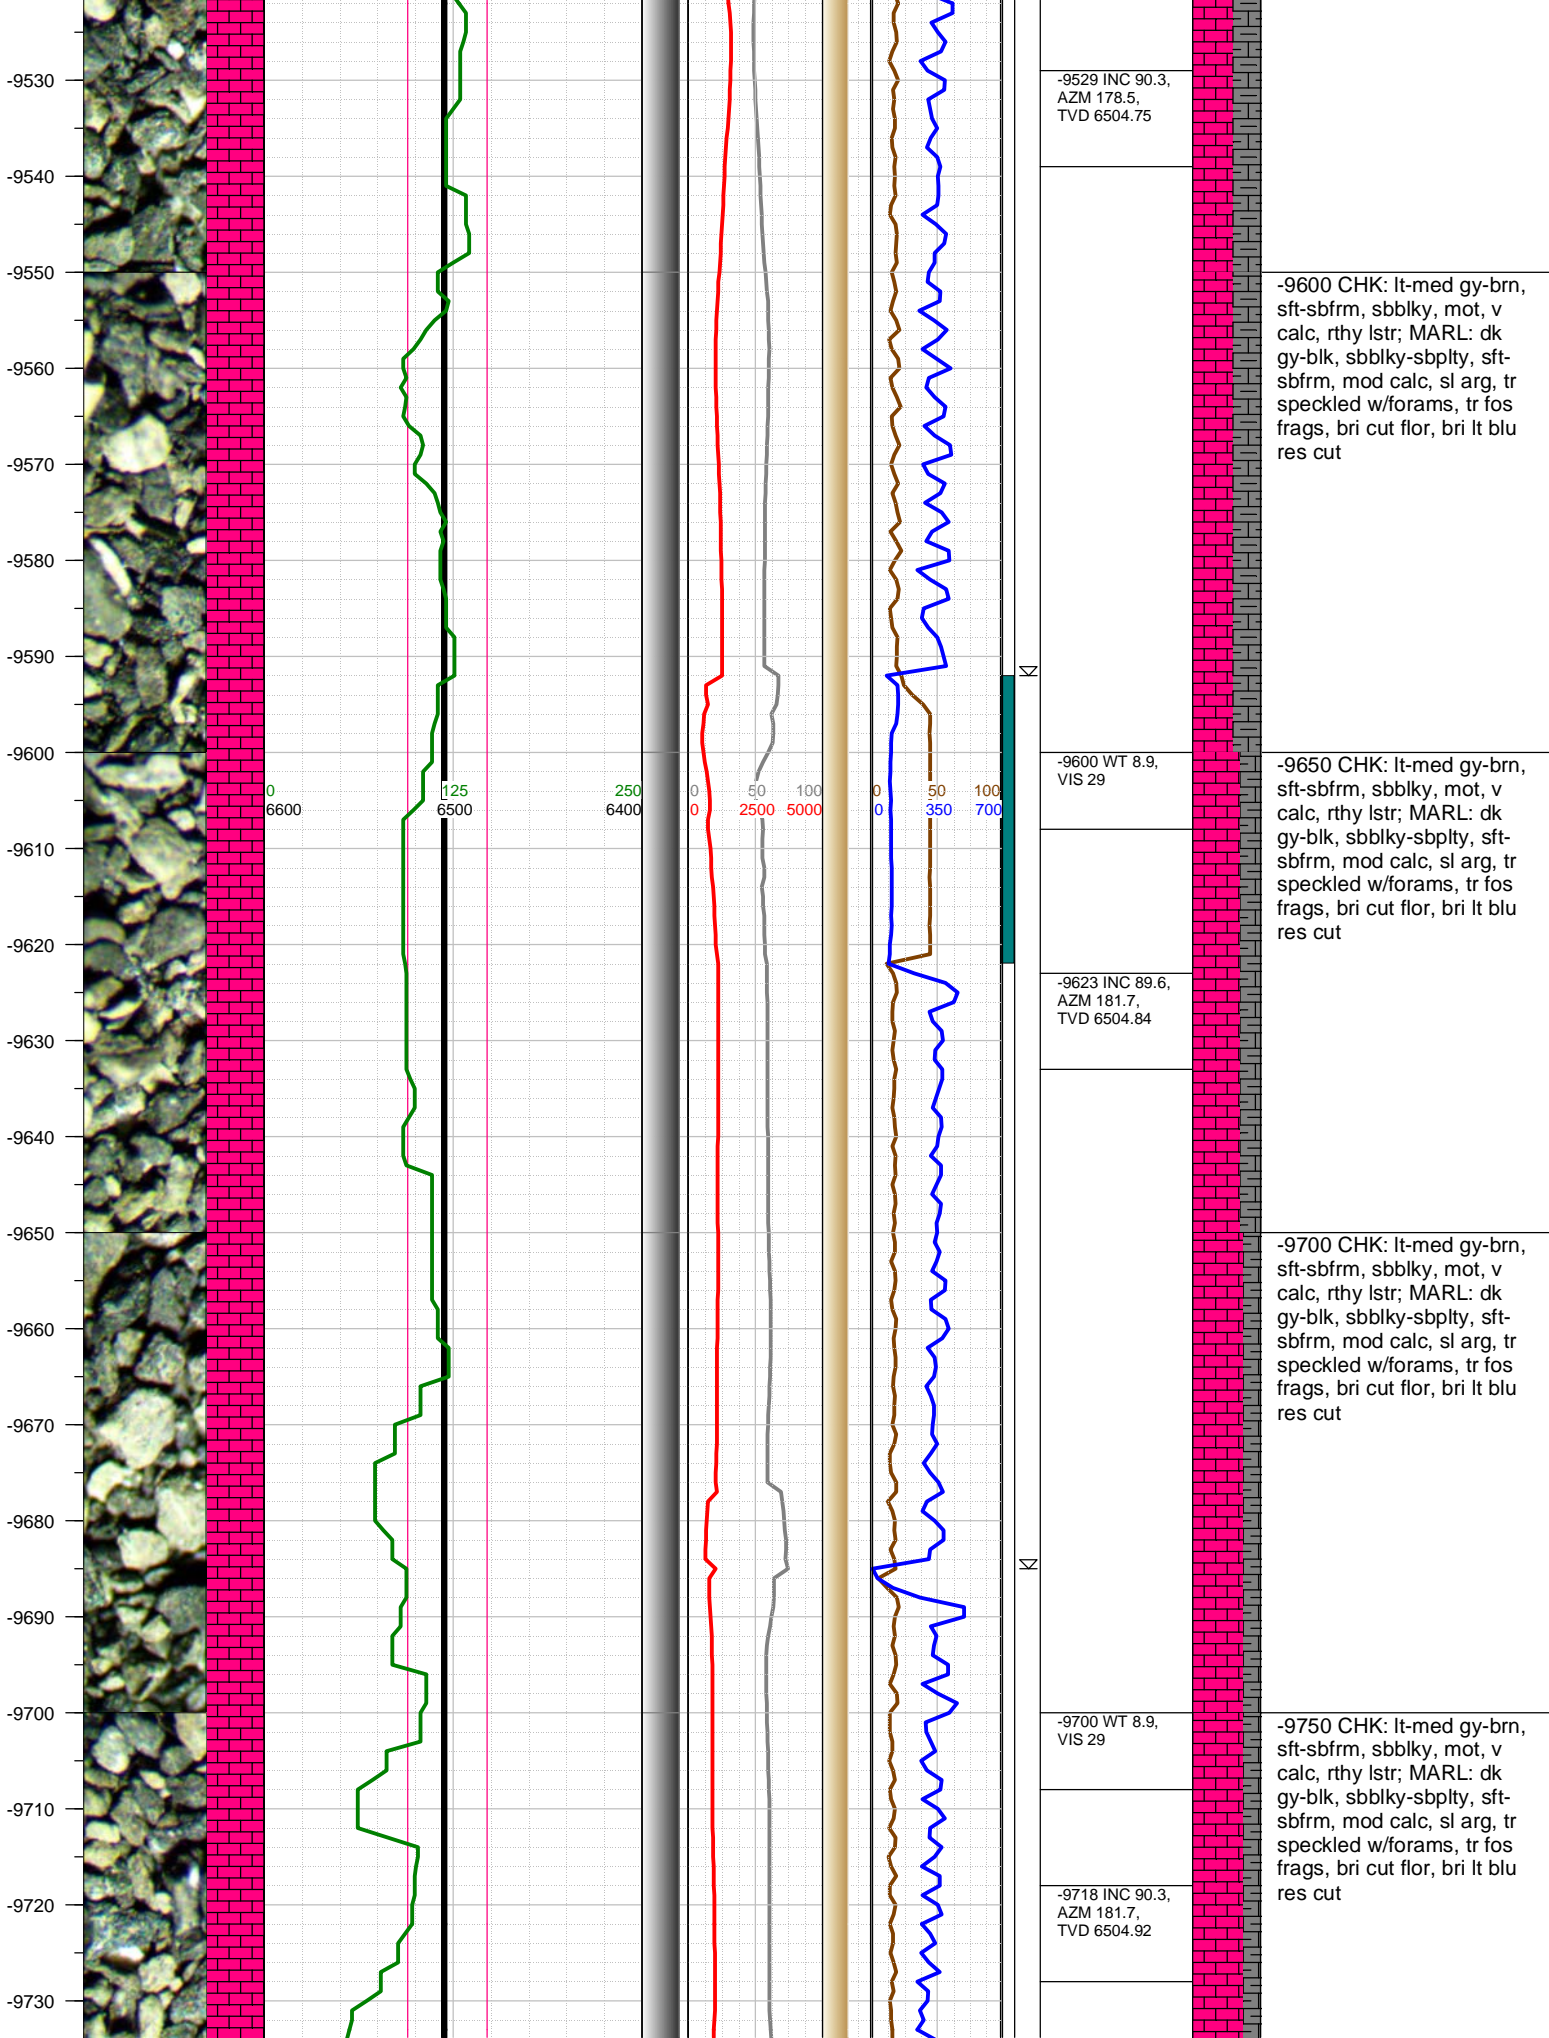 -9530
-9540
-9550
-9560
-9570
-9580
-9590
-9600
-9610
-9620
-9630
-9640
-9650
-9660
-9670
-9680
-9690
-9700
-9710
-9720
-9730
0 125 250
6600 6500 6400
0 50 100
0 2500 5000
0 50 100
0 350 700
-9529 INC 90.3,
AZM 178.5,
TVD 6504.75
-9600 WT 8.9,
VIS 29
-9623 INC 89.6,
AZM 181.7,
TVD 6504.84
-9700 WT 8.9,
VIS 29
-9718 INC 90.3,
AZM 181.7,
TVD 6504.92
-9600 CHK: lt-med gy-brn,
sft-sbfrm, sbblky, mot, v
calc, rthy lstr; MARL: dk
gy-blk, sbblky-sbplty, sft-
sbfrm, mod calc, sl arg, tr
speckled w/forams, tr fos
frags, bri cut flor, bri lt blu
res cut
-9650 CHK: lt-med gy-brn,
sft-sbfrm, sbblky, mot, v
calc, rthy lstr; MARL: dk
gy-blk, sbblky-sbplty, sft-
sbfrm, mod calc, sl arg, tr
speckled w/forams, tr fos
frags, bri cut flor, bri lt blu
res cut
-9700 CHK: lt-med gy-brn,
sft-sbfrm, sbblky, mot, v
calc, rthy lstr; MARL: dk
gy-blk, sbblky-sbplty, sft-
sbfrm, mod calc, sl arg, tr
speckled w/forams, tr fos
frags, bri cut flor, bri lt blu
res cut
-9750 CHK: lt-med gy-brn,
sft-sbfrm, sbblky, mot, v
calc, rthy lstr; MARL: dk
gy-blk, sbblky-sbplty, sft-
sbfrm, mod calc, sl arg, tr
speckled w/forams, tr fos
frags, bri cut flor, bri lt blu
res cut